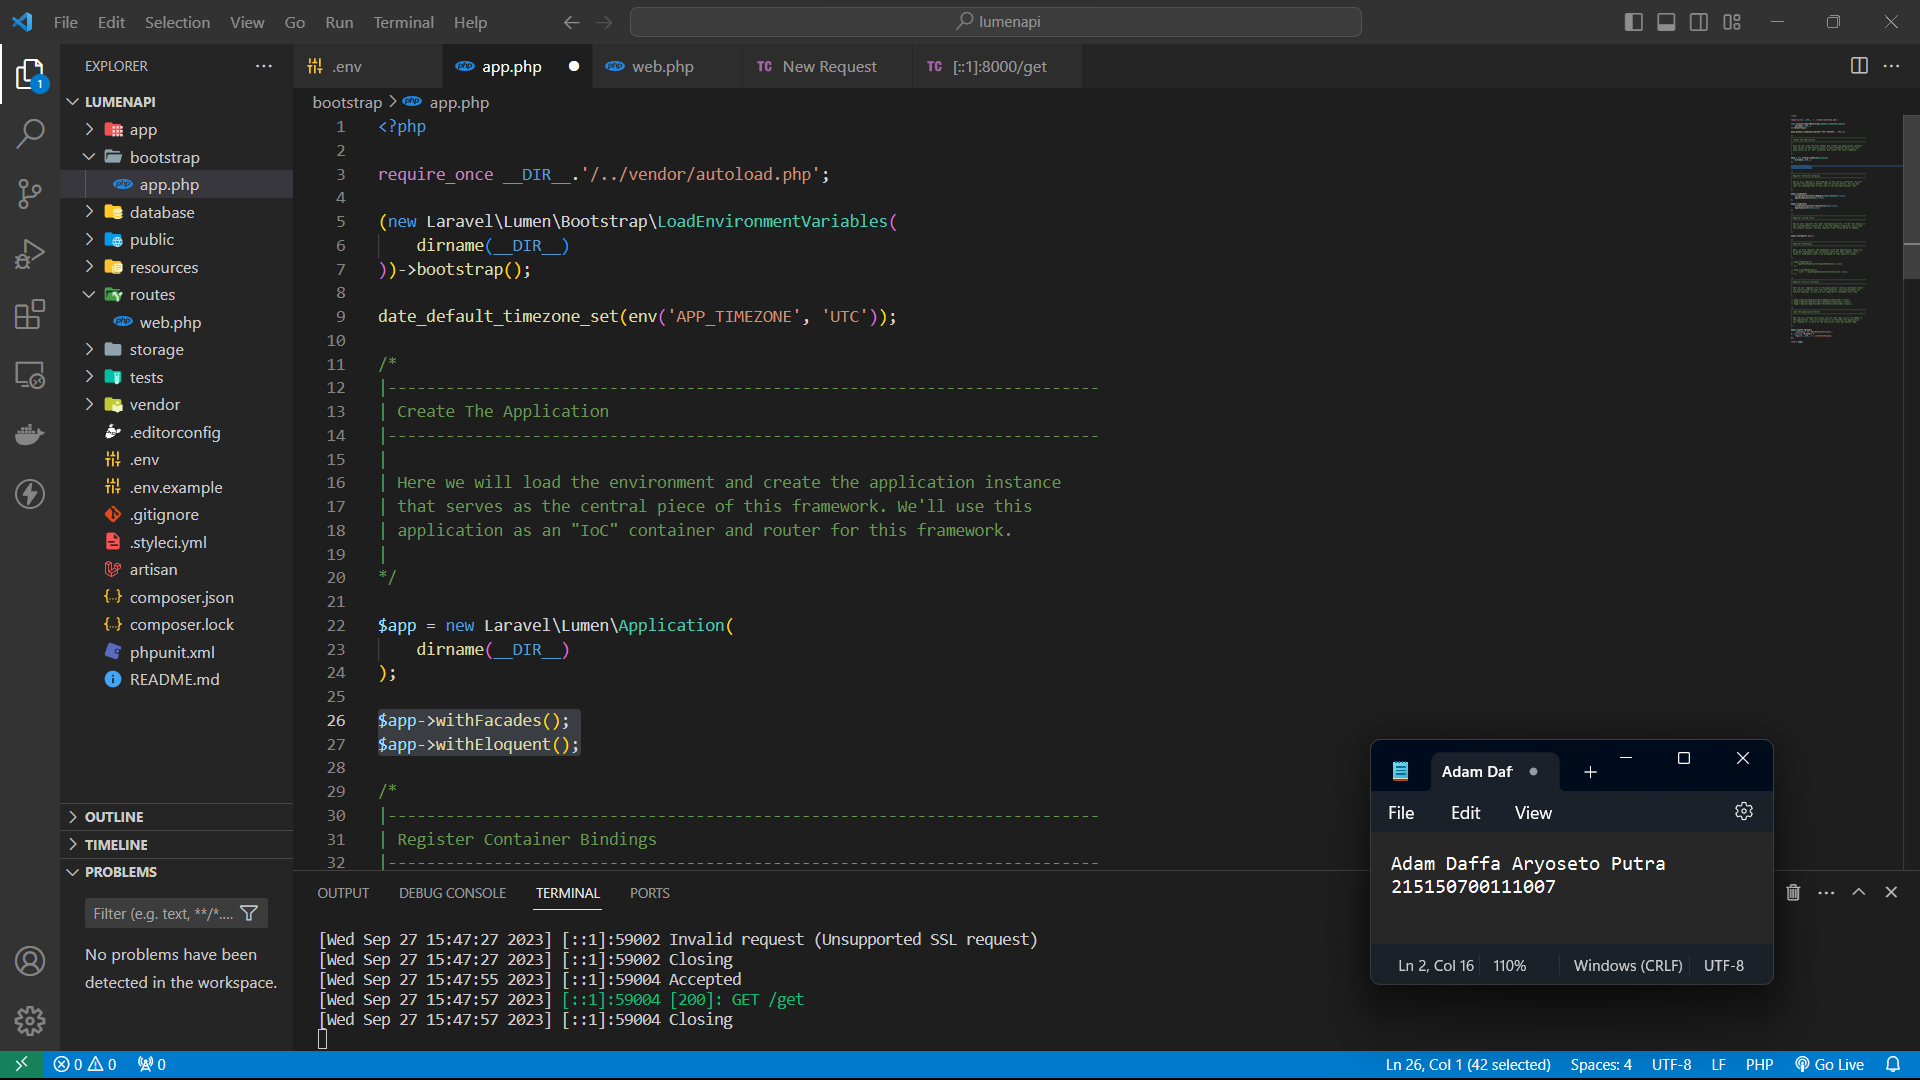 File Edit Selection View Go Run Terminal Help
lumenapi
EXPLORER
LUMENAPI
app
bootstrap
app.php
database
public
resources
routes
web.php
storage
tests
vendor
.editorconfig
.env
.env.example
.gitignore
.styleci.yml
artisan
composer.json
composer.lock
phpunit.xml
README.md
OUTLINE
TIMELINE
PROBLEMS
Filter (e.g. text, **/*....
No problems have been
detected in the workspace.
1
.env
app.php
web.php
TC New Request
TC [::1]:8000/get
bootstrap > app.php
1 <?php
2
3 require_once __DIR__.'/../vendor/autoload.php';
4
5 (new Laravel\Lumen\Bootstrap\LoadEnvironmentVariables(
6 dirname(__DIR__)
7 ))->bootstrap();
8
9 date_default_timezone_set(env('APP_TIMEZONE', 'UTC'));
10
11 /*
12 |--------------------------------------------------------------------------
13 | Create The Application
14 |--------------------------------------------------------------------------
15 |
16 | Here we will load the environment and create the application instance
17 | that serves as the central piece of this framework. We'll use this
18 | application as an "IoC" container and router for this framework.
19 |
20 */
21
22 $app = new Laravel\Lumen\Application(
23 dirname(__DIR__)
24 );
25
26 $app->withFacades();
27 $app->withEloquent();
28
29 /*
30 |--------------------------------------------------------------------------
31 | Register Container Bindings
32 |--------------------------------------------------------------------------
OUTPUT DEBUG CONSOLE TERMINAL PORTS
[Wed Sep 27 15:47:27 2023] [::1]:59002 Invalid request (Unsupported SSL request)
[Wed Sep 27 15:47:27 2023] [::1]:59002 Closing
[Wed Sep 27 15:47:55 2023] [::1]:59004 Accepted
[Wed Sep 27 15:47:57 2023] [::1]:59004 [200]: GET /get
[Wed Sep 27 15:47:57 2023] [::1]:59004 Closing
Adam Daf
File Edit View
Adam Daffa Aryoseto Putra
215150700111007
Ln 2, Col 16 110% Windows (CRLF) UTF-8
0 0 0
Ln 26, Col 1 (42 selected) Spaces: 4 UTF-8 LF PHP Go Live